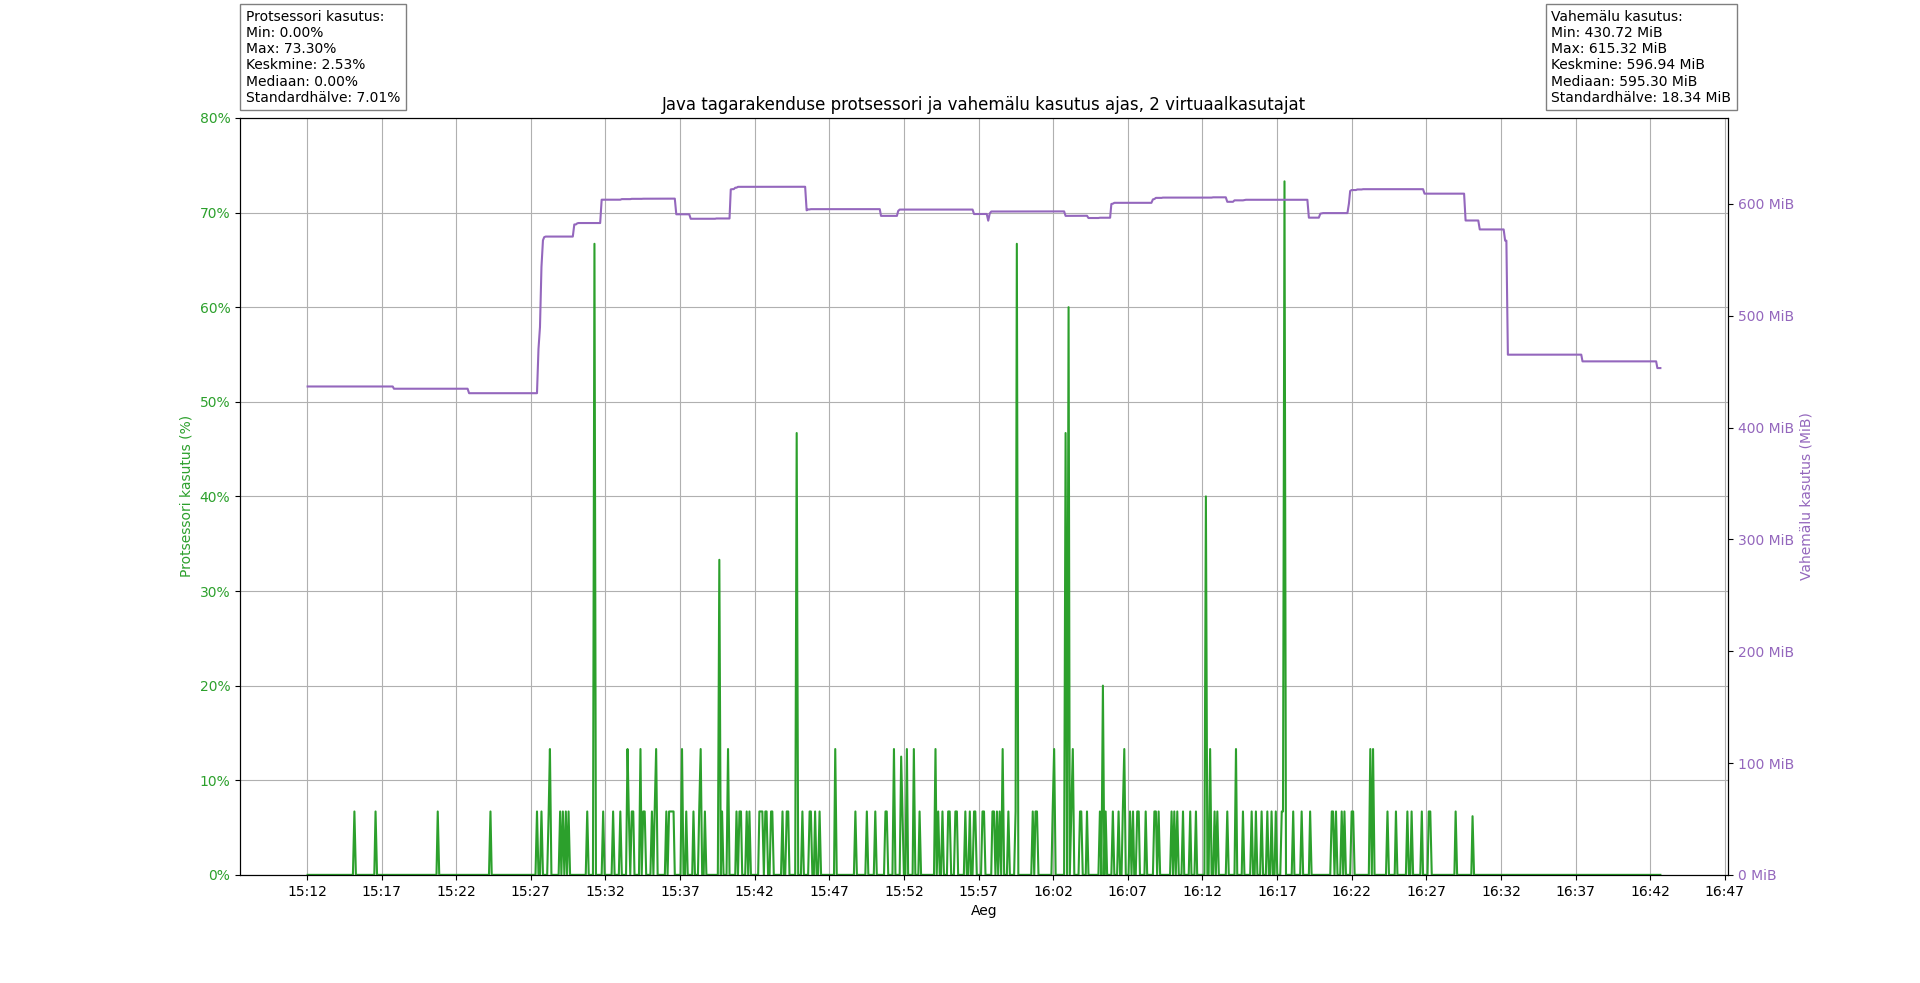 Protsessori kasutus:
Min: 0.00%
Max: 73.30%
Keskmine: 2.53%
Mediaan: 0.00%
Standardhälve: 7.01%
Vahemälu kasutus:
Min: 430.72 MiB
Max: 615.32 MiB
Keskmine: 596.94 MiB
Mediaan: 595.30 MiB
Standardhälve: 18.34 MiB
Java tagarakenduse protsessori ja vahemälu kasutus ajas, 2 virtuaalkasutajat
80%
70%
60%
50%
40%
30%
20%
10%
0%
Protsessori kasutus (%)
600 MiB
500 MiB
400 MiB
300 MiB
200 MiB
100 MiB
0 MiB
Vahemälu kasutus (MiB)
15:12 15:17 15:22 15:27 15:32 15:37 15:42 15:47 15:52 15:57 16:02 16:07 16:12 16:17 16:22 16:27 16:32 16:37 16:42 16:47
Aeg